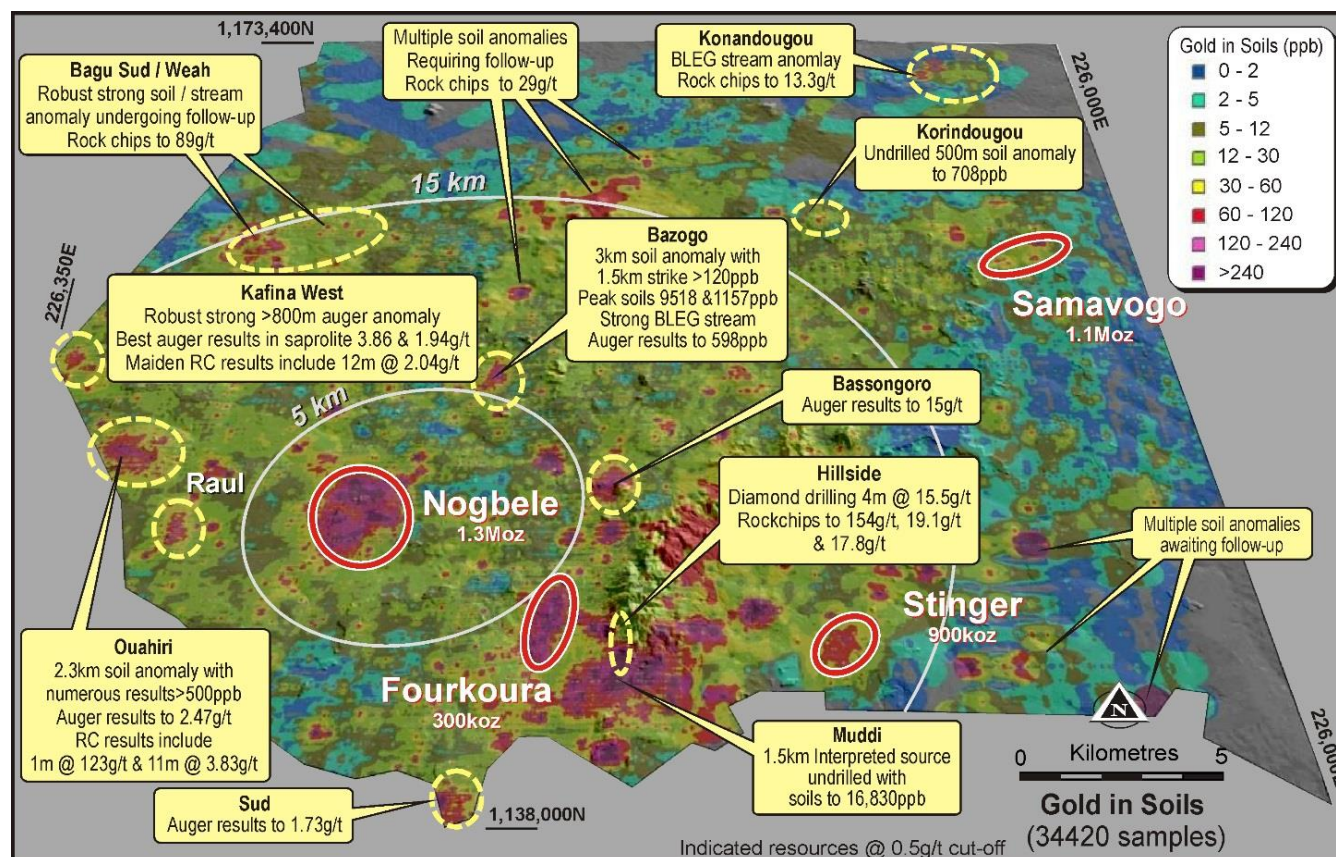 1,173,400N
Bagu Sud / Weah
Robust strong soil / stream
anomaly undergoing follow-up
Rock chips to 89g/t
Multiple soil anomalies
Requiring follow-up
Rock chips to 29g/t
Konandougou
BLEG stream anomlay
Rock chips to 13.3g/t
226,000E
Gold in Soils (ppb)
0 - 2
2 - 5
5 - 12
12 - 30
30 - 60
60 - 120
120 - 240
>240
Korindougou
Undrilled 500m soil anomaly
to 708ppb
15 km
226,350E
Kafina West
Robust strong >800m auger anomaly
Best auger results in saprolite 3.86 & 1.94g/t
Maiden RC results include 12m @ 2.04g/t
Bazogo
3km soil anomaly with
1.5km strike >120ppb
Peak soils 9518 &1157ppb
Strong BLEG stream
Auger results to 598ppb
Samavogo
1.1Moz
5 km
Bassongoro
Auger results to 15g/t
Raul
Nogbele
1.3Moz
Hillside
Diamond drilling 4m @ 15.5g/t
Rockchips to 154g/t, 19.1g/t
& 17.8g/t
Multiple soil anomalies
awaiting follow-up
Stinger
900koz
Ouahiri
2.3km soil anomaly with
numerous results>500ppb
Auger results to 2.47g/t
RC results include
1m @ 123g/t & 11m @ 3.83g/t
Fourkoura
300koz
Muddi
1.5km Interpreted source
undrilled with
soils to 16,830ppb
Sud
Auger results to 1.73g/t
1,138,000N
N
0 Kilometres 5
226,000E
Gold in Soils
(34420 samples)
Indicated resources @ 0.5g/t cut-off